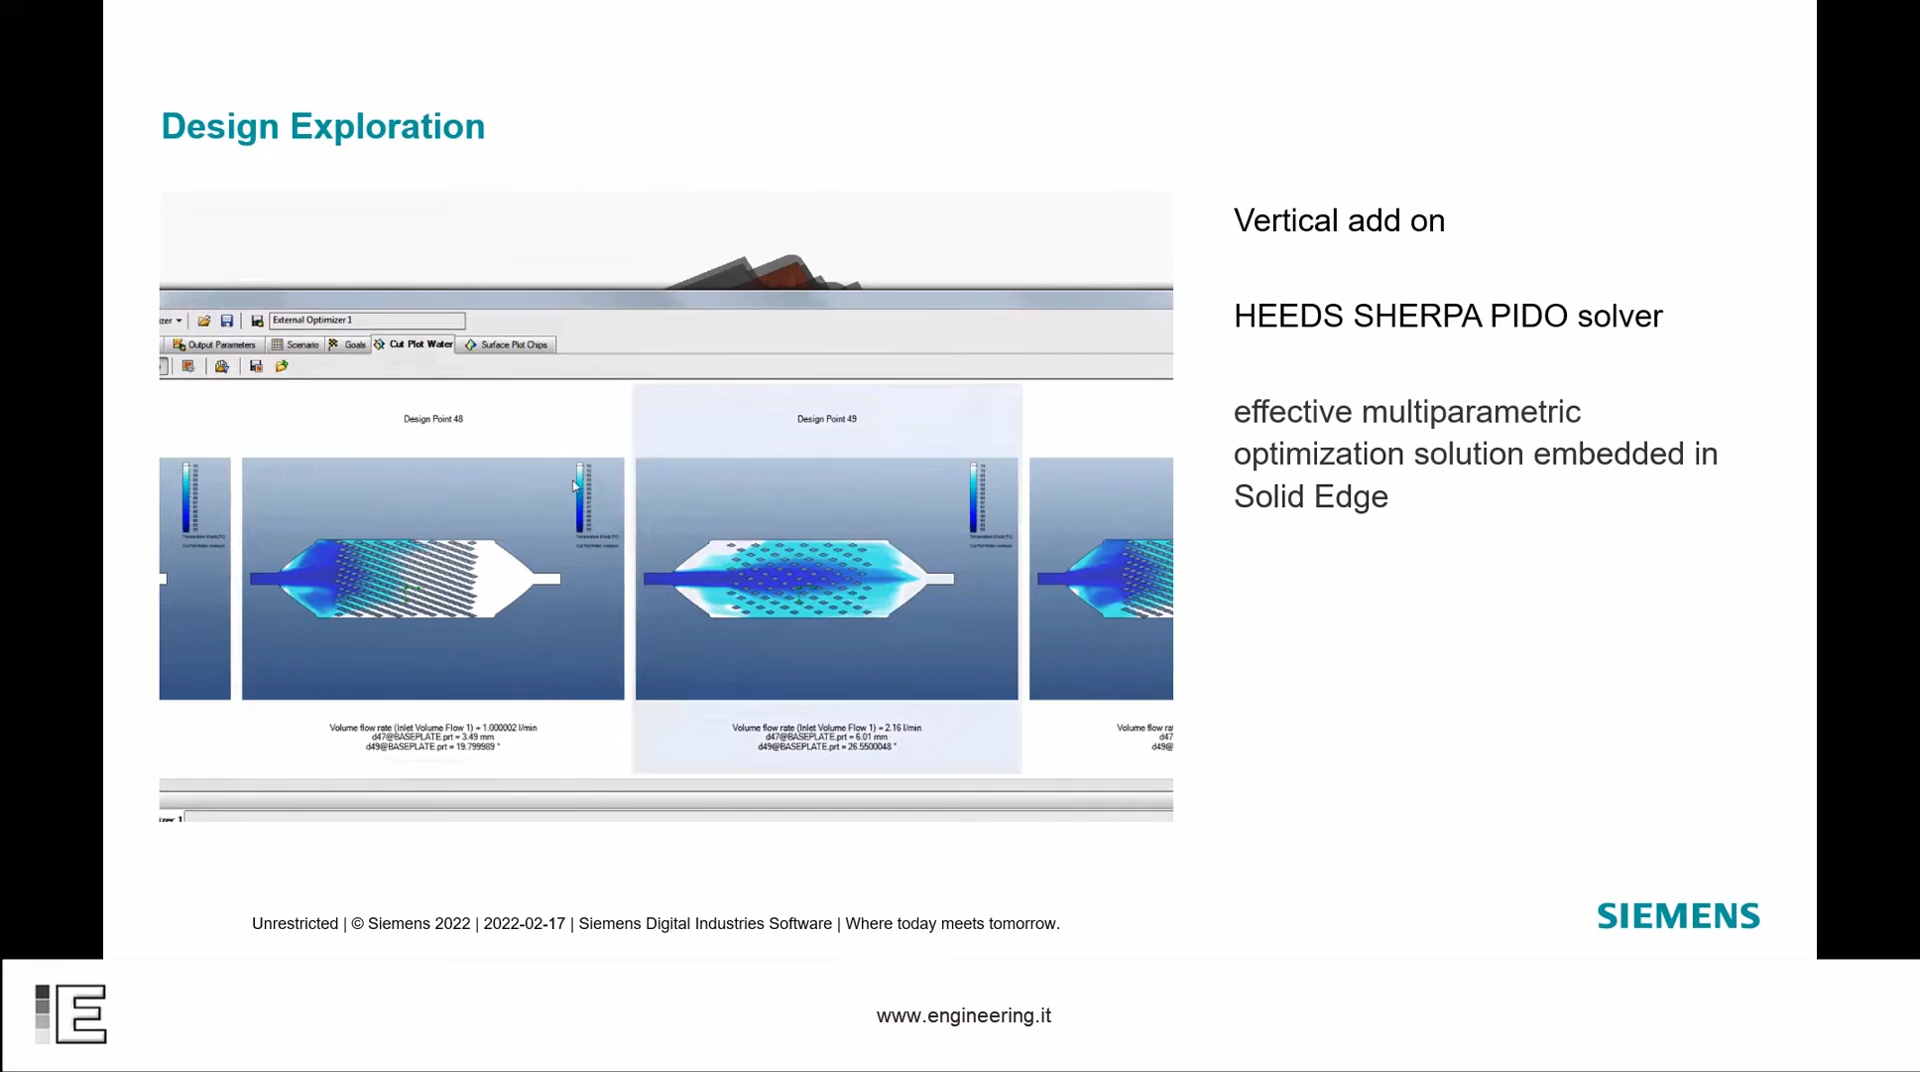 Design Exploration
Vertical add on
HEEDS SHERPA PIDO solver
effective multiparametric
optimization solution embedded in
Solid Edge
External Optimizer 1
Output Parameters
Scenario
Goals
Cut Plot Water
Surface Plot Chips
Design Point 48
Design Point 49
Volume flow rate (Inlet Volume Flow 1) = 1.000002 l/min
d47@BASEPLATE.prt = 3.49 mm
d49@BASEPLATE.prt = 19.799989 °
Volume flow rate (Inlet Volume Flow 1) = 2.16 l/min
d47@BASEPLATE.prt = 6.01 mm
d49@BASEPLATE.prt = 26.5500048 °
Volume flow ra
d47
d49@
Unrestricted | © Siemens 2022 | 2022-02-17 | Siemens Digital Industries Software | Where today meets tomorrow.
SIEMENS
E
www.engineering.it